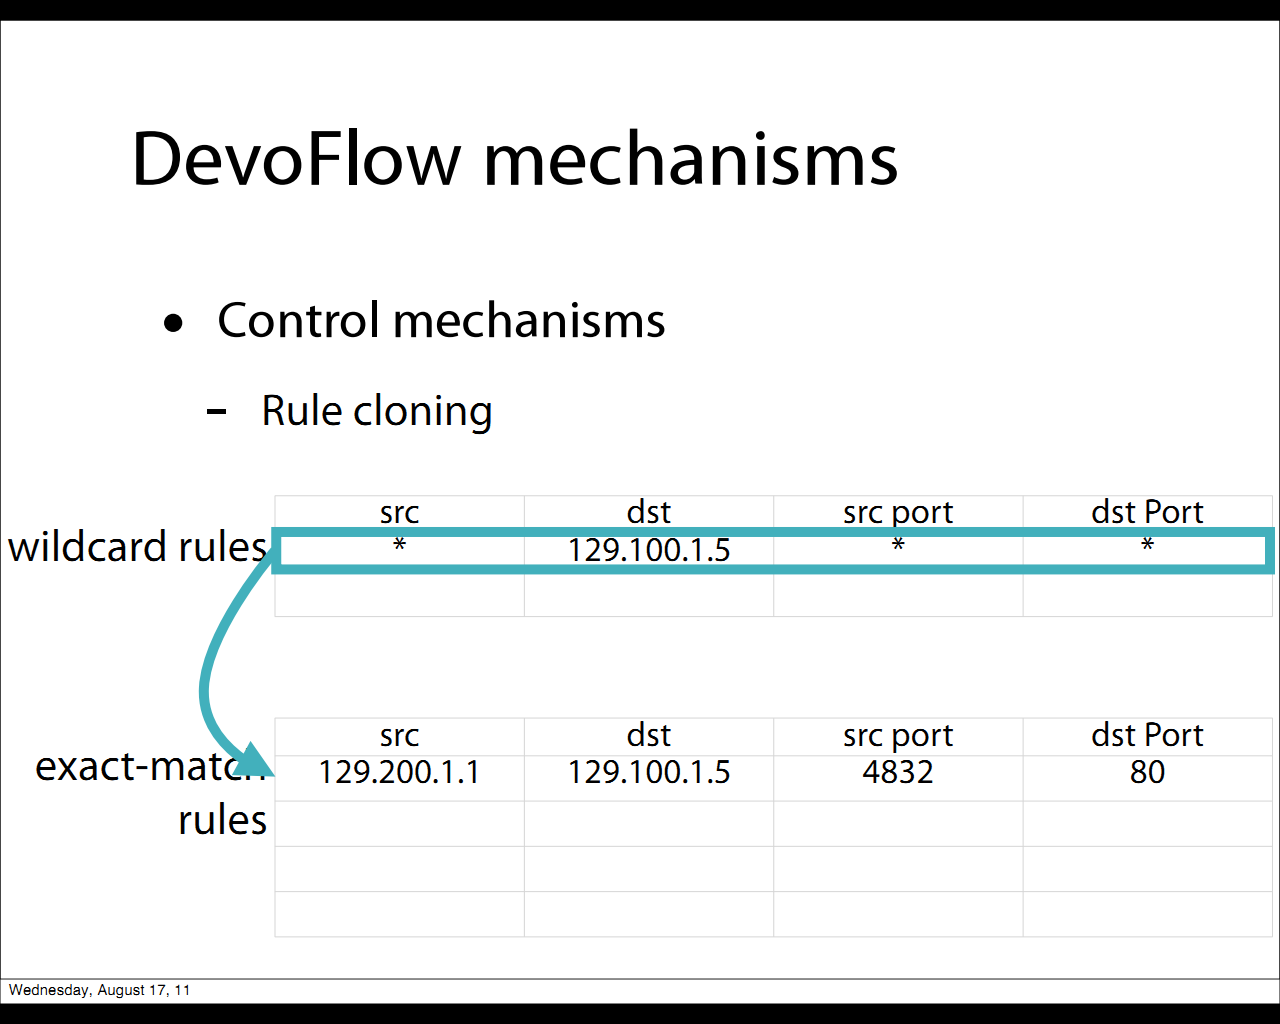 DevoFlow mechanisms
• Control mechanisms
- Rule cloning
src dst src port dst Port
wildcard rules * 129.100.1.5 * *
src dst src port dst Port
exact-match 129.200.1.1 129.100.1.5 4832 80
rules
Wednesday, August 17, 11